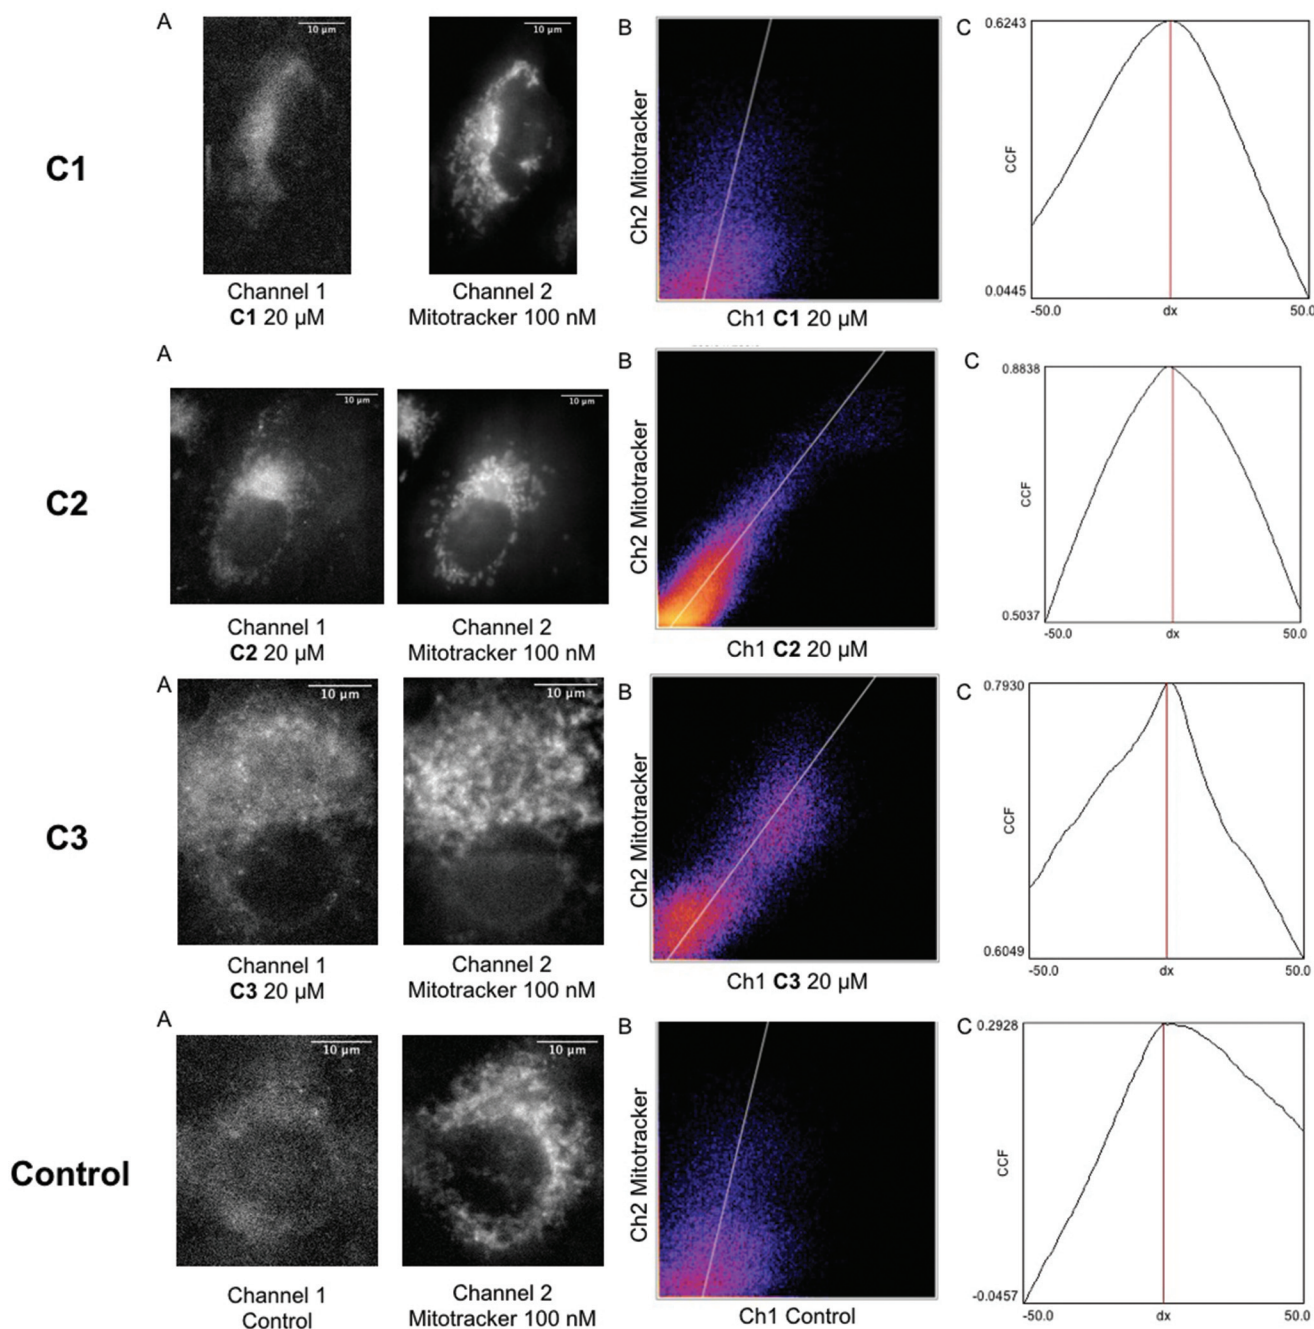 A
10 µm
10 µm
B
C
C1
Channel 1
C1 20 µM
Channel 2
Mitotracker 100 nM
Ch2 Mitotracker
Ch1 C1 20 µM
0.6243
CCF
0.0445
-50.0
dx
50.0
A
10 µm
10 µm
B
C
C2
Channel 1
C2 20 µM
Channel 2
Mitotracker 100 nM
Ch2 Mitotracker
Ch1 C2 20 µM
0.8838
CCF
0.5037
-50.0
dx
50.0
A
10 µm
10 µm
B
C
C3
Channel 1
C3 20 µM
Channel 2
Mitotracker 100 nM
Ch2 Mitotracker
Ch1 C3 20 µM
0.7930
CCF
0.6049
-50.0
dx
50.0
A
10 µm
10 µm
B
C
Control
Channel 1
Control
Channel 2
Mitotracker 100 nM
Ch2 Mitotracker
Ch1 Control
0.2928
CCF
-0.0457
-50.0
dx
50.0